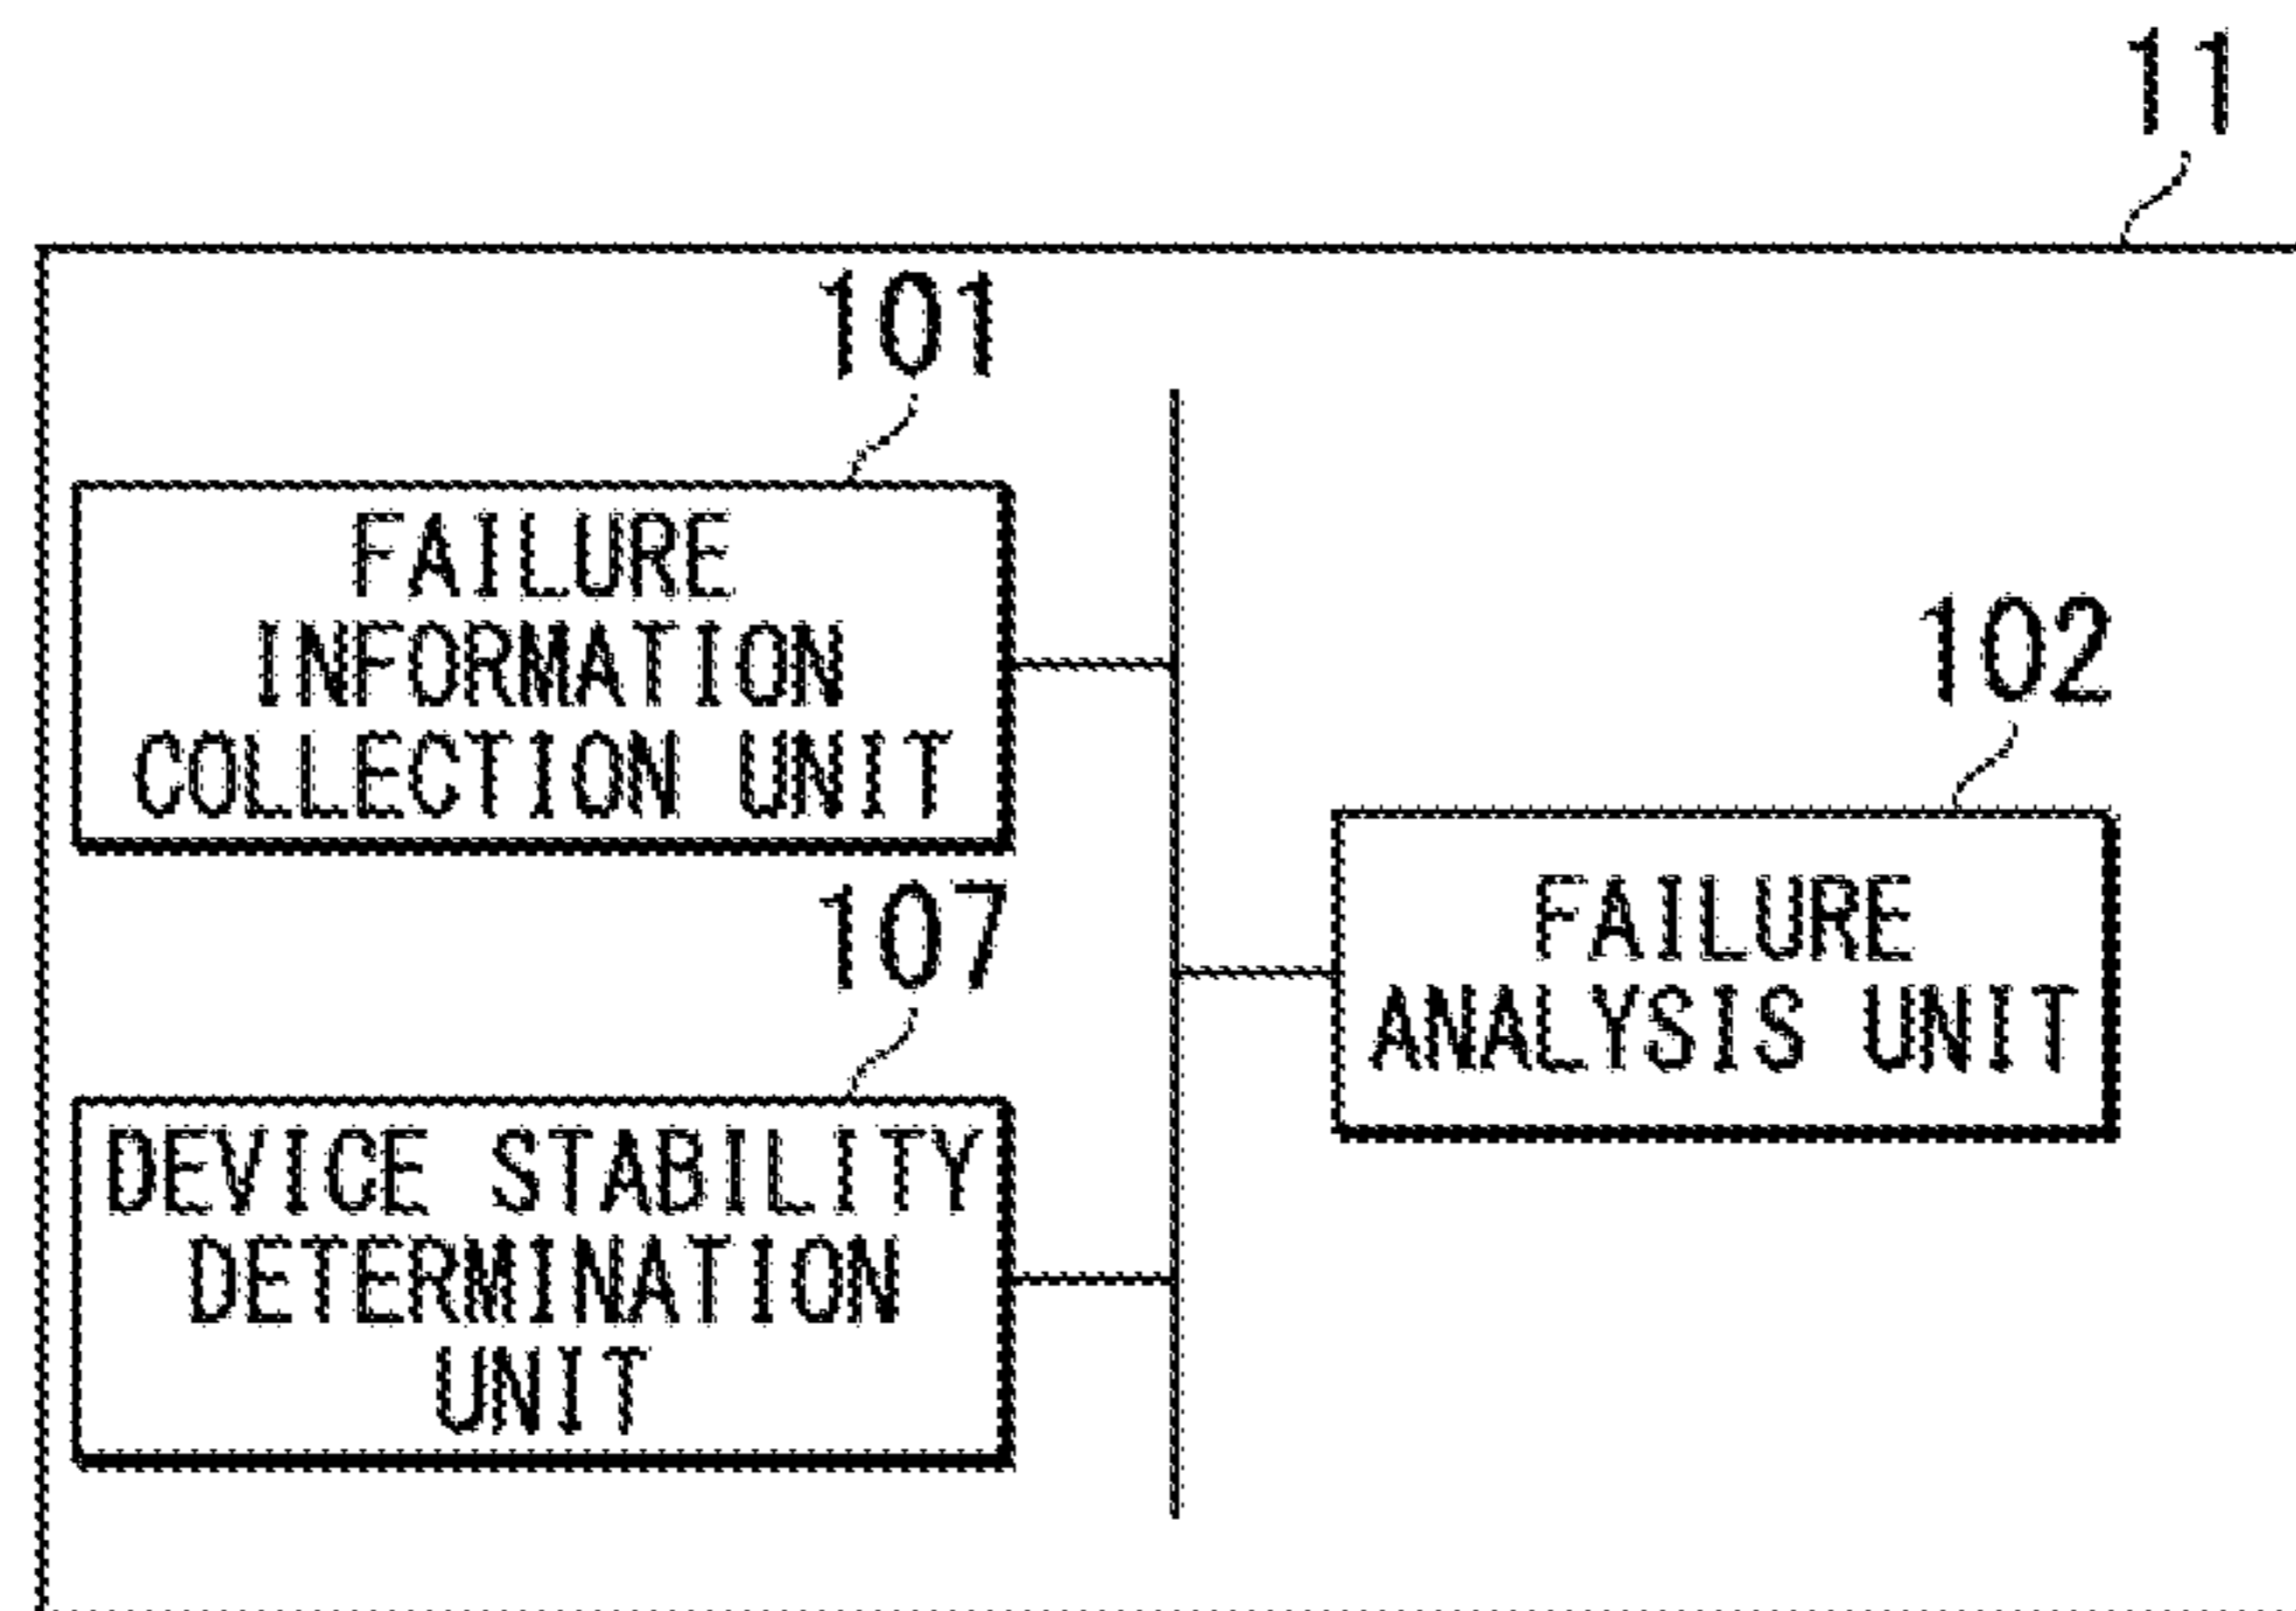 11
101
FAILURE
INFORMATION
COLLECTION UNIT
102
FAILURE
ANALYSIS UNIT
107
DEVICE STABILITY
DETERMINATION
UNIT